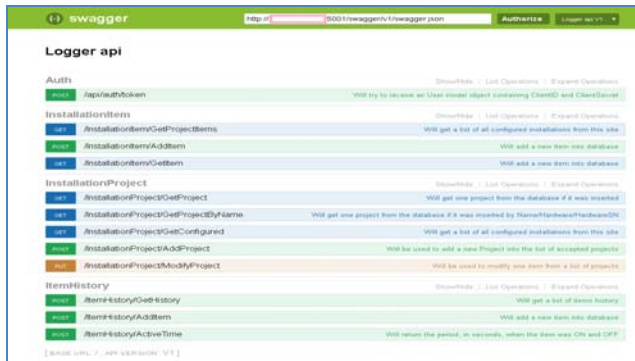 swagger
http:// :5001/swagger/v1/swagger.json
Authorize
Logger api V1
Logger api
Auth
Show/Hide | List Operations | Expand Operations
POST /api/auth/token Will try to receive an User model object containing ClientID and ClientSecret
InstallationItem
Show/Hide | List Operations | Expand Operations
GET /InstallationItem/GetProjectItems Will get a list of all configured installations from this site
POST /InstallationItem/AddItem Will add a new item into database
GET /InstallationItem/GetItem Will add a new item into database
InstallationProject
Show/Hide | List Operations | Expand Operations
GET /InstallationProject/GetProject Will get one project from the database if it was inserted
GET /InstallationProject/GetProjectByName Will get one project from the database if it was inserted by Name/Hardware/HardwareSN
GET /InstallationProject/GetConfigured Will get a list of all configured installations from this site
POST /InstallationProject/AddProject Will be used to add a new Project into the list of accepted projects
PUT /InstallationProject/ModifyProject Will be used to modify one item from a list of projects
ItemHistory
Show/Hide | List Operations | Expand Operations
POST /ItemHistory/GetHistory Will get a list of items history
POST /ItemHistory/AddItem Will add a new item into database
POST /ItemHistory/ActiveTime Will return the period, in seconds, when the item was ON and OFF
[ BASE URL: / , API VERSION: V1 ]